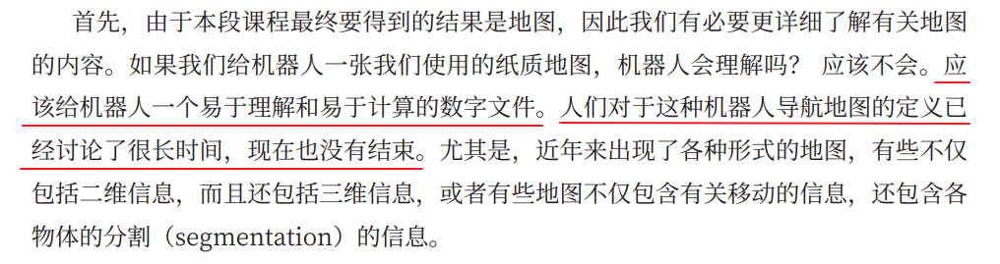 首先，由于本段课程最终要得到的结果是地图，因此我们有必要更详细了解有关地图
的内容。如果我们给机器人一张我们使用的纸质地图，机器人会理解吗？ 应该不会。应
该给机器人一个易于理解和易于计算的数字文件。人们对于这种机器人导航地图的定义已
经讨论了很长时间，现在也没有结束。尤其是，近年来出现了各种形式的地图，有些不仅
包括二维信息，而且还包括三维信息，或者有些地图不仅包含有关移动的信息，还包含各
物体的分割（segmentation）的信息。